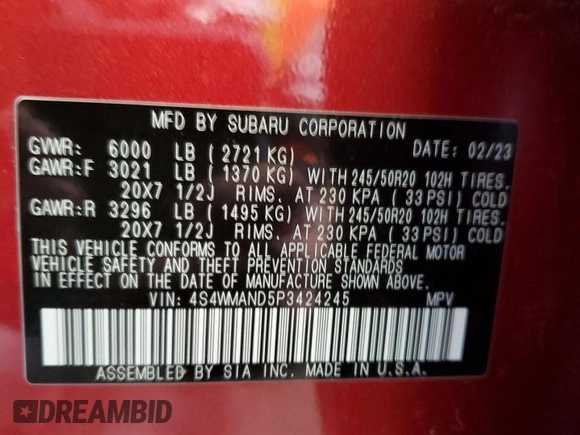 MFD BY SUBARU CORPORATION
GVWR: 6000 LB ( 2721 KG) DATE: 02/23
GAWR:F 3021 LB ( 1370 KG) WITH 245/50R20 102H TIRES.
20X7 1/2J RIMS. AT 230 KPA ( 33 PSI) COLD
GAWR:R 3296 LB ( 1495 KG) WITH 245/50R20 102H TIRES.
20X7 1/2J RIMS. AT 230 KPA ( 33 PSI) COLD
THIS VEHICLE CONFORMS TO ALL APPLICABLE FEDERAL MOTOR
VEHICLE SAFETY AND THEFT PREVENTION STANDARDS
IN EFFECT ON THE DATE OF MANUFACTURE SHOWN ABOVE.
VIN: 4S4WMAND5P3424245 MPV
ASSEMBLED BY SIA INC. MADE IN U.S.A.
DREAMBID